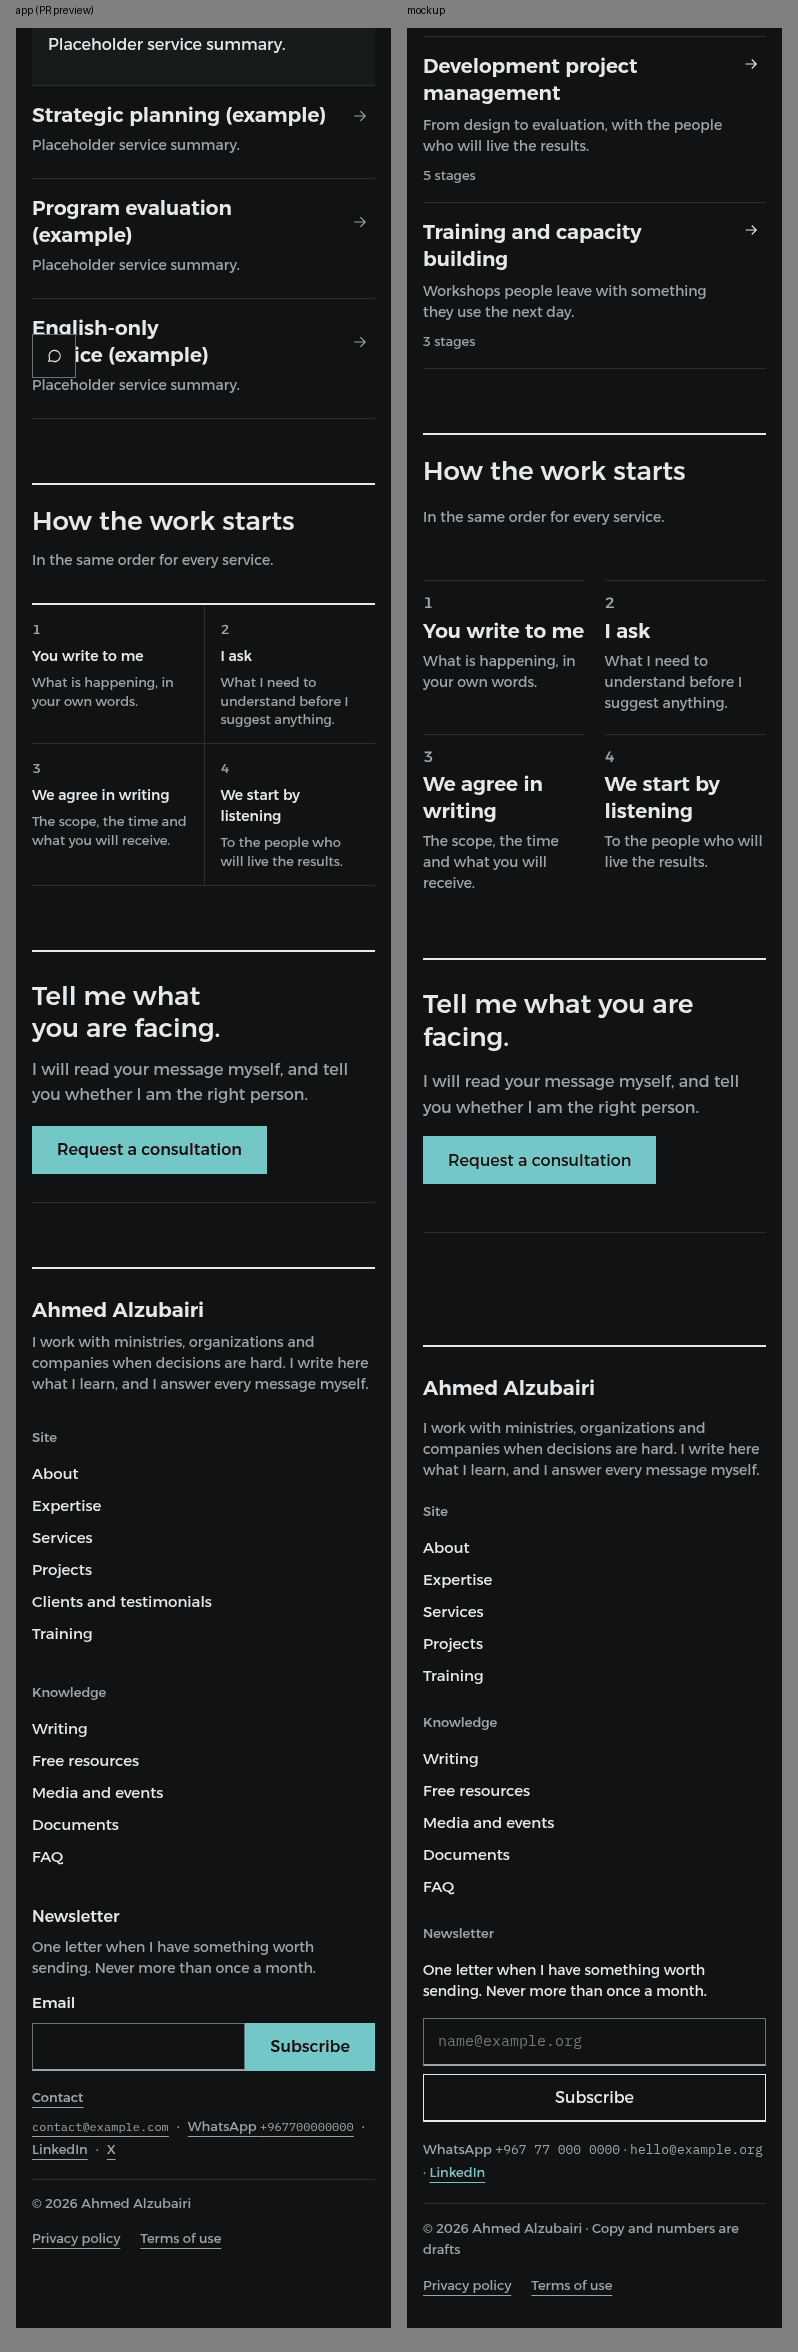 app (PR preview)
Placeholder service summary.
Strategic planning (example)
Placeholder service summary.
Program evaluation
(example)
Placeholder service summary.
English-only
ice (example)
Placeholder service summary.
How the work starts
In the same order for every service.
1
You write to me
What is happening, in
your own words.
2
I ask
What I need to
understand before I
suggest anything.
3
We agree in writing
The scope, the time and
what you will receive.
4
We start by
listening
To the people who
will live the results.
Tell me what
you are facing.
I will read your message myself, and tell
you whether I am the right person.
Request a consultation
Ahmed Alzubairi
I work with ministries, organizations and
companies when decisions are hard. I write here
what I learn, and I answer every message myself.
Site
About
Expertise
Services
Projects
Clients and testimonials
Training
Knowledge
Writing
Free resources
Media and events
Documents
FAQ
Newsletter
One letter when I have something worth
sending. Never more than once a month.
Email
Subscribe
Contact
contact@example.com · WhatsApp +967700000000 ·
LinkedIn · X
© 2026 Ahmed Alzubairi
Privacy policy Terms of use
mockup
Development project
management
From design to evaluation, with the people
who will live the results.
5 stages
Training and capacity
building
Workshops people leave with something
they use the next day.
3 stages
How the work starts
In the same order for every service.
1
You write to me
What is happening, in
your own words.
2
I ask
What I need to
understand before I
suggest anything.
3
We agree in
writing
The scope, the time
and what you will
receive.
4
We start by
listening
To the people who will
live the results.
Tell me what you are
facing.
I will read your message myself, and tell
you whether I am the right person.
Request a consultation
Ahmed Alzubairi
I work with ministries, organizations and
companies when decisions are hard. I write here
what I learn, and I answer every message myself.
Site
About
Expertise
Services
Projects
Training
Knowledge
Writing
Free resources
Media and events
Documents
FAQ
Newsletter
One letter when I have something worth
sending. Never more than once a month.
name@example.org
Subscribe
WhatsApp +967 77 000 0000 · hello@example.org
· LinkedIn
© 2026 Ahmed Alzubairi · Copy and numbers are
drafts
Privacy policy Terms of use